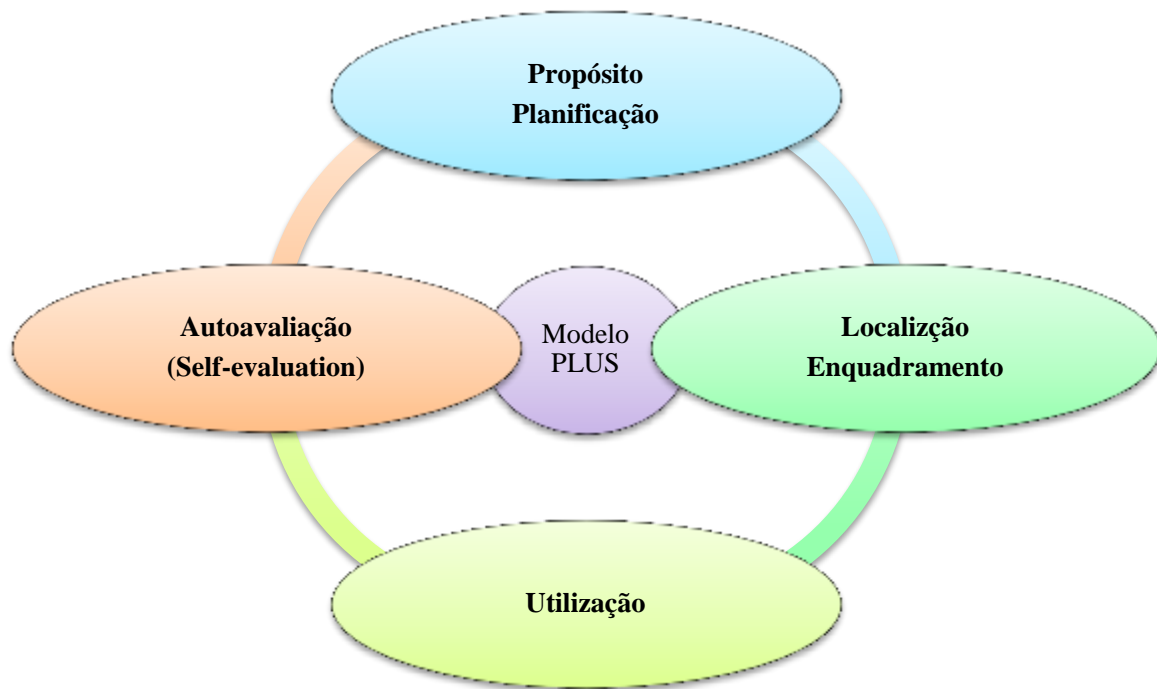 Propósito
Planificação
Autoavaliação
(Self-evaluation)
Modelo
PLUS
Localizção
Enquadramento
Utilização